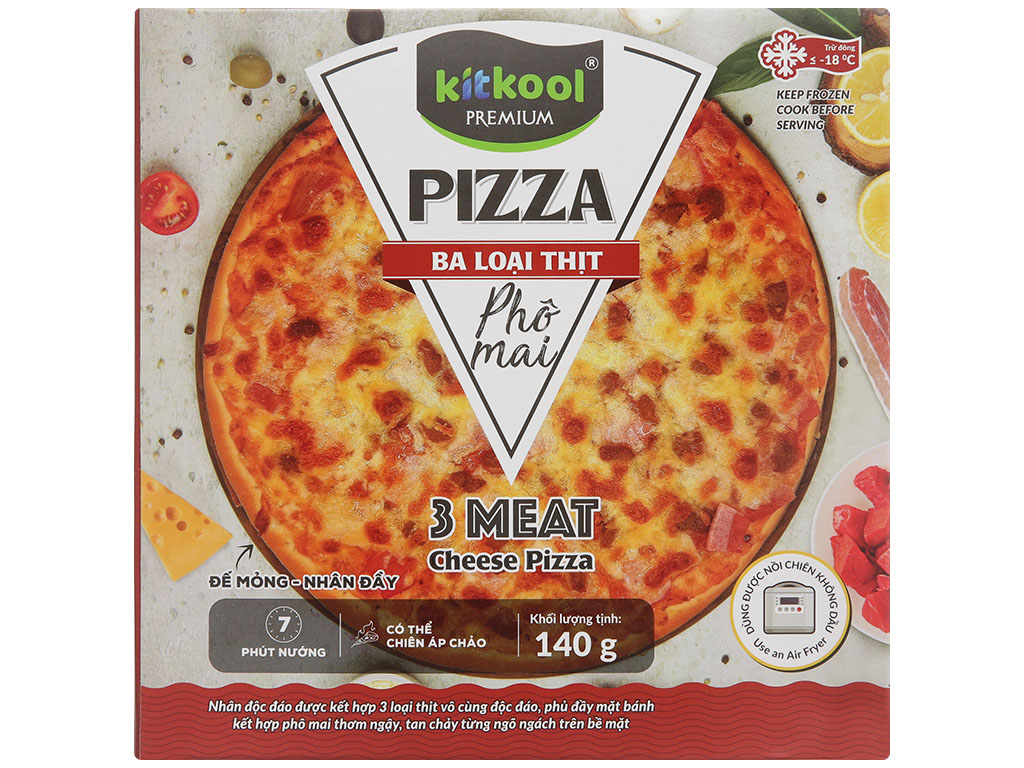 kitkool®
PREMIUM
PIZZA
BA LOẠI THỊT
Phô
mai
Trữ đông
≤ -18 °C
KEEP FROZEN
COOK BEFORE
SERVING
3 MEAT
Cheese Pizza
ĐẾ MỎNG - NHÂN ĐẦY
7
PHÚT NƯỚNG
CÓ THỂ
CHIÊN ÁP CHẢO
Khối lượng tịnh:
140 g
DÙNG ĐƯỢC NỒI CHIÊN KHÔNG DẦU
Use an Air Fryer
Nhân độc đáo được kết hợp 3 loại thịt vô cùng độc đáo, phủ đầy mặt bánh
kết hợp phô mai thơm ngậy, tan chảy từng ngõ ngách trên bề mặt